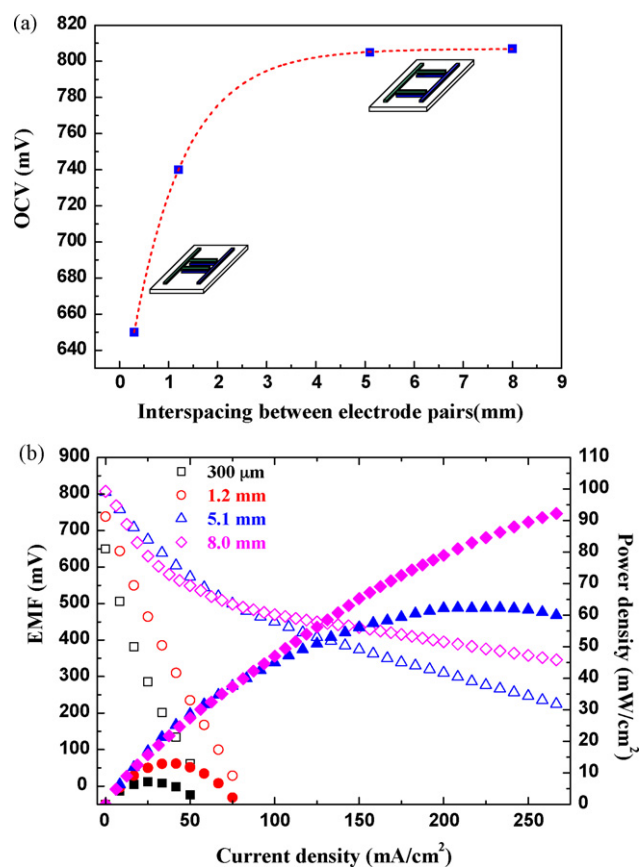 (a)
820
800
780
760
740
720
700
680
660
640
OCV (mV)
0 1 2 3 4 5 6 7 8 9
Interspacing between electrode pairs(mm)
(b)
900
800
700
600
500
400
300
200
100
0
EMF (mV)
300 μm
1.2 mm
5.1 mm
8.0 mm
110
100
90
80
70
60
50
40
30
20
10
0
Power density (mW/cm²)
0 50 100 150 200 250
Current density (mA/cm²)